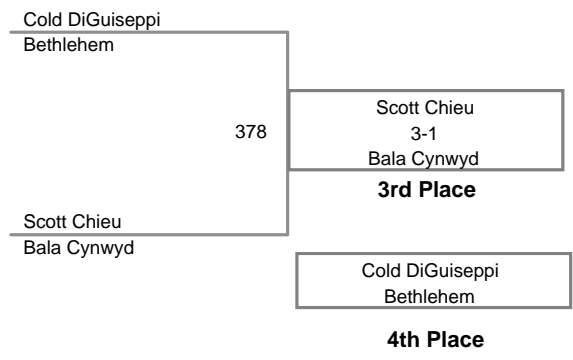 Cold DiGuiseppi
Bethlehem
378
Scott Chieu
3-1
Bala Cynwyd
3rd Place
Scott Chieu
Bala Cynwyd
Cold DiGuiseppi
Bethlehem
4th Place